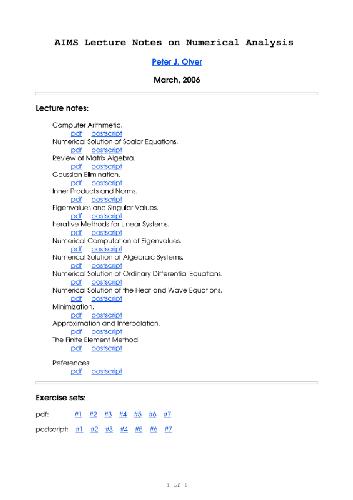 AIMS Lecture Notes on Numerical Analysis
Peter J. Olver
March, 2006
Lecture notes:
Computer Arithmetic.
pdf postscript
Numerical Solution of Scalar Equations.
pdf postscript
Review of Matrix Algebra.
pdf postscript
Gaussian Elimination.
pdf postscript
Inner Products and Norms.
pdf postscript
Eigenvalues and Singular Values.
pdf postscript
Iterative Methods for Linear Systems.
pdf postscript
Numerical Computation of Eigenvalues.
pdf postscript
Numerical Solution of Algebraic Systems.
pdf postscript
Numerical Solution of Ordinary Differential Equations.
pdf postscript
Numerical Solution of the Heat and Wave Equations.
pdf postscript
Minimization.
pdf postscript
Approximation and Interpolation.
pdf postscript
The Finite Element Method
pdf postscript
References
pdf postscript
Exercise sets:
pdf: #1 #2 #3 #4 #5 #6 #7
postscript: #1 #2 #3 #4 #5 #6 #7